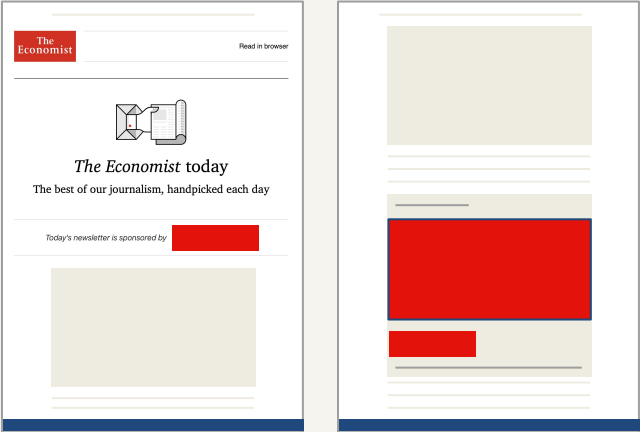 The
Economist
Read in browser
The Economist today
The best of our journalism, handpicked each day
Today's newsletter is sponsored by